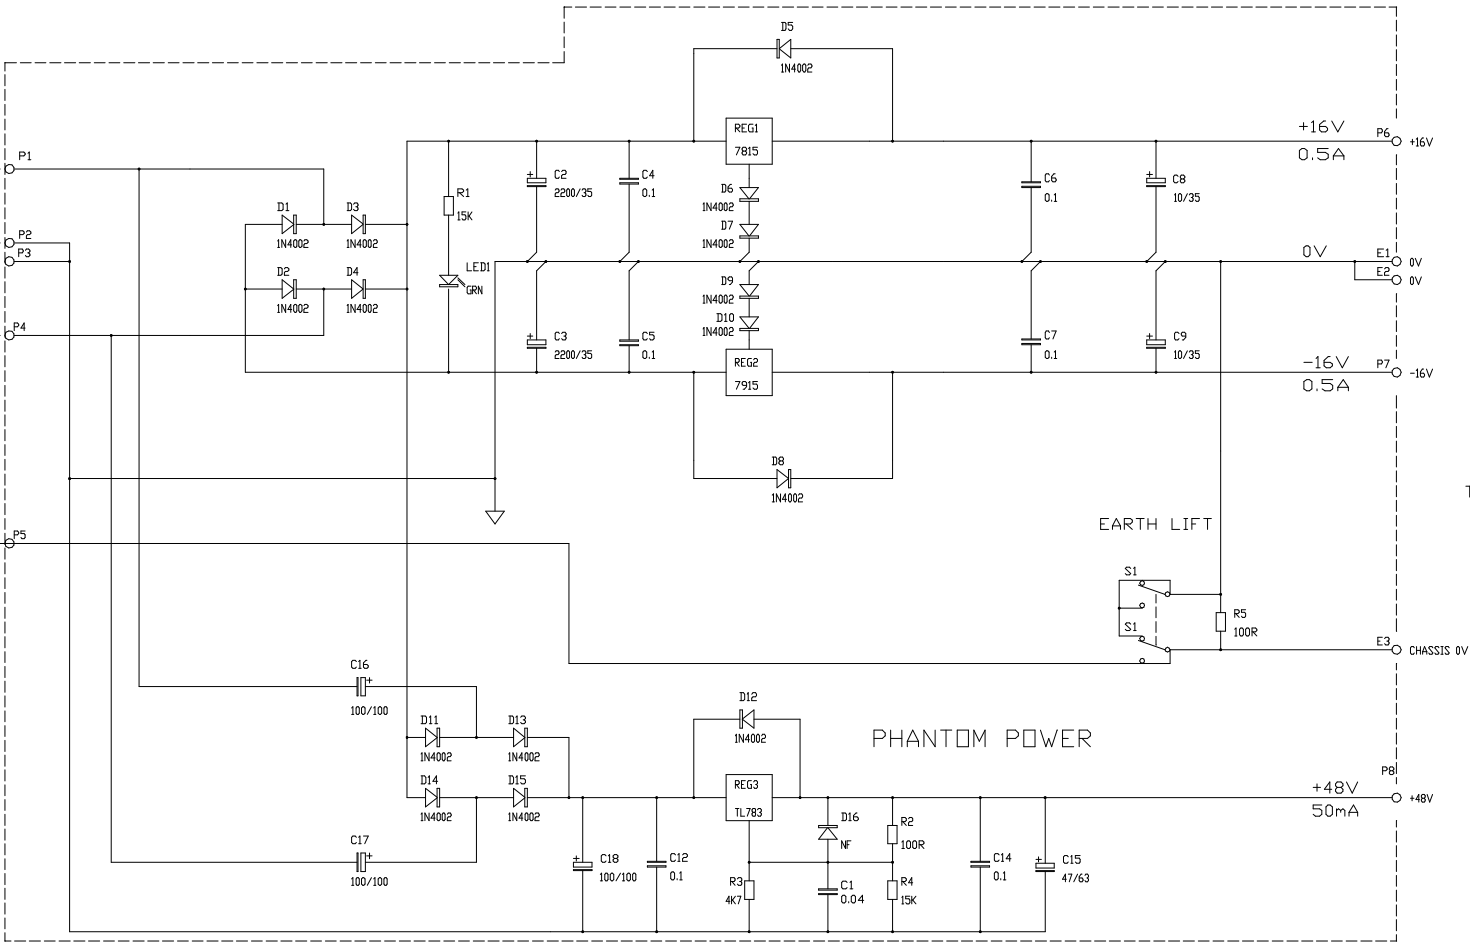 D5
1N4002
REG1
7815
+16V
0.5A
P6
+16V
P1
D1
1N4002
D3
1N4002
R1
15K
C2
2200/35
C4
0.1
D6
1N4002
D7
1N4002
C6
0.1
C8
10/35
P2
P3
D2
1N4002
D4
1N4002
LED1
GRN
0V
E1
0V
E2
0V
P4
C3
2200/35
C5
0.1
D9
1N4002
D10
1N4002
REG2
7915
C7
0.1
C9
10/35
-16V
0.5A
P7
-16V
D8
1N4002
P5
EARTH LIFT
S1
S1
R5
100R
E3
CHASSIS 0V
C16
100/100
D11
1N4002
D13
1N4002
D12
1N4002
PHANTOM POWER
D14
1N4002
D15
1N4002
REG3
TL783
P8
+48V
50mA
+48V
C17
100/100
C18
100/100
C12
0.1
D16
NF
R2
100R
R3
4K7
C1
0.04
R4
15K
C14
0.1
C15
47/63